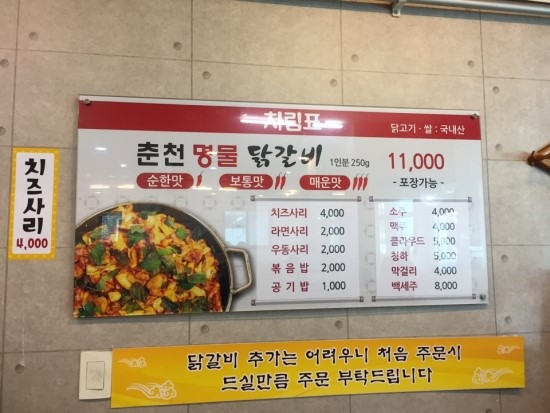 차림표
닭고기 · 쌀 : 국내산
춘천 명물 닭갈비 1인분 250g 11,000
순한맛 보통맛 매운맛 - 포장가능 -
치즈사리 4,000
라면사리 2,000
우동사리 2,000
볶음밥 2,000
공기밥 1,000
소주 4,000
맥주 4,000
클라우드 5,000
청하 5,000
막걸리 4,000
백세주 8,000
치즈사리
4,000
닭갈비 추가는 어려우니 처음 주문시
드실만큼 주문 부탁드립니다